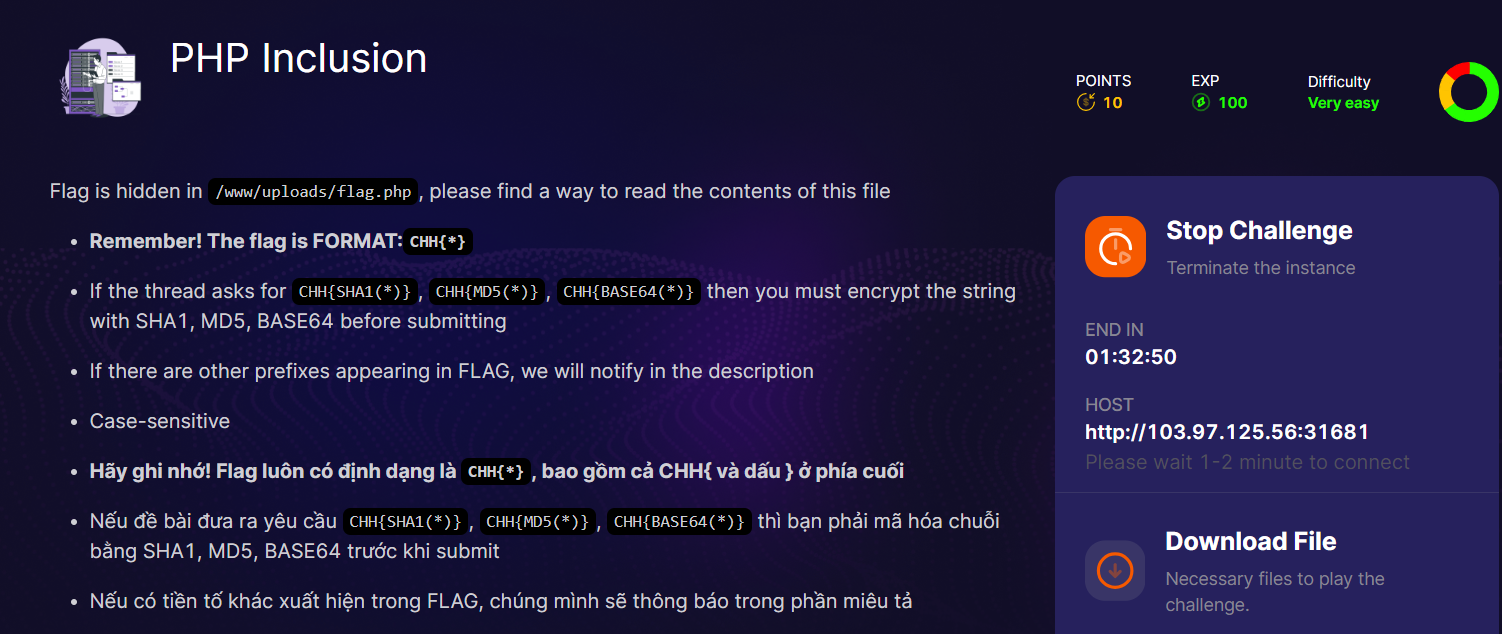 PHP Inclusion
POINTS
10
EXP
100
Difficulty
Very easy
Flag is hidden in /www/uploads/flag.php, please find a way to read the contents of this file
• Remember! The flag is FORMAT: CHH{*}
• If the thread asks for CHH{SHA1(*)}, CHH{MD5(*)}, CHH{BASE64(*)} then you must encrypt the string
with SHA1, MD5, BASE64 before submitting
• If there are other prefixes appearing in FLAG, we will notify in the description
• Case-sensitive
• Hãy ghi nhớ! Flag luôn có định dạng là CHH{*}, bao gồm cả CHH{ và dấu } ở phía cuối
• Nếu đề bài đưa ra yêu cầu CHH{SHA1(*)}, CHH{MD5(*)}, CHH{BASE64(*)} thì bạn phải mã hóa chuỗi
bằng SHA1, MD5, BASE64 trước khi submit
• Nếu có tiền tố khác xuất hiện trong FLAG, chúng mình sẽ thông báo trong phần miêu tả
Stop Challenge
Terminate the instance
END IN
01:32:50
HOST
http://103.97.125.56:31681
Please wait 1-2 minute to connect
Download File
Necessary files to play the
challenge.